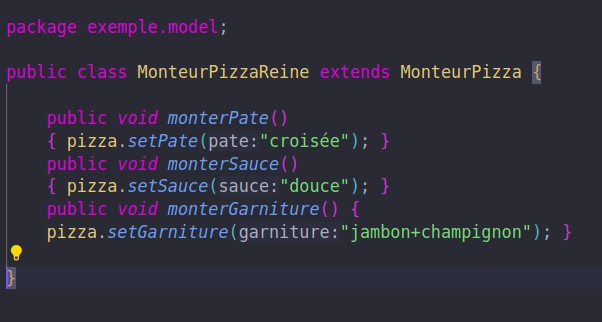 package exemple.model;
public class MonteurPizzaReine extends MonteurPizza {
public void monterPate()
{ pizza.setPate(pate:"croisée"); }
public void monterSauce()
{ pizza.setSauce(sauce:"douce"); }
public void monterGarniture() {
pizza.setGarniture(garniture:"jambon+champignon"); }
}